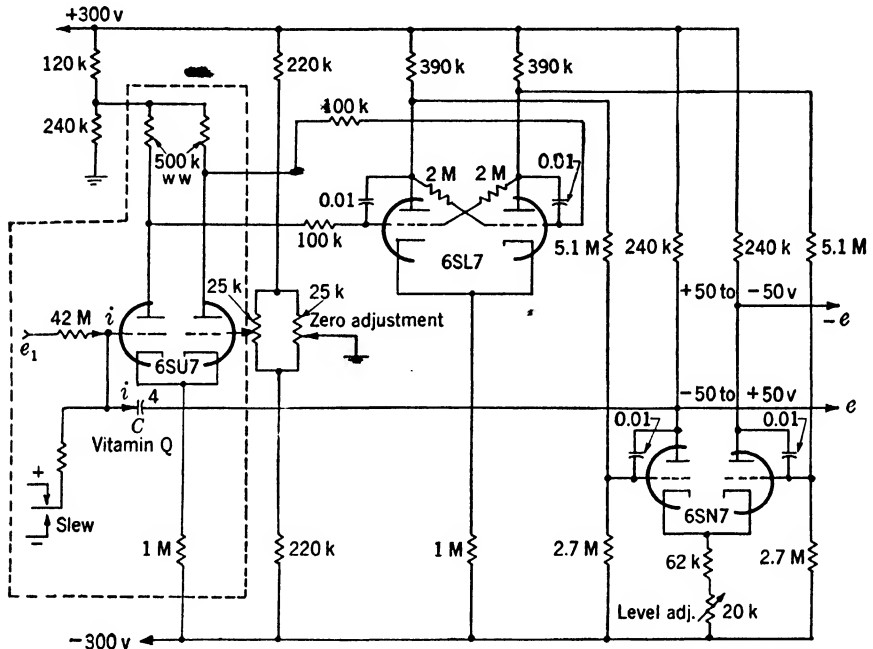 +300 v
120 k
220 k
390 k
390 k
100 k
240 k
500 k
W W
2 M
2 M
0.01
0.01
100 k
6SL7
5.1 M
240 k
240 k
5.1 M
25 k
25 k
+50 to -50 v
Zero adjustment
-e
42 M
i
e₁
6SU7
i
4
-50 to +50 v
e
C
Vitamin Q
0.01
0.01
+
Slew
-
6SN7
1 M
220 k
1 M
2.7 M
62 k
2.7 M
Level adj.
20 k
-300 v